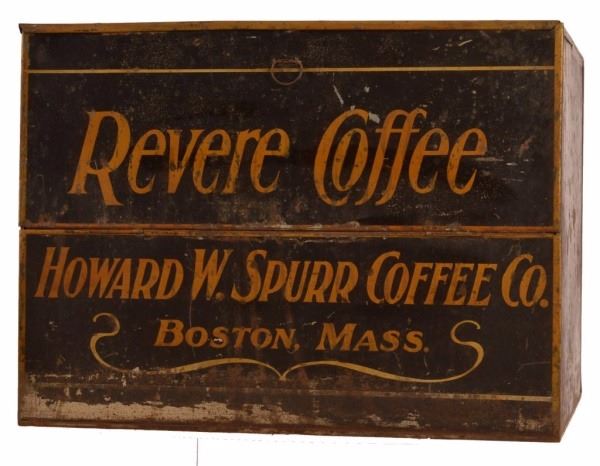 Revere Coffee
Howard W. Spurr Coffee Co.
Boston, Mass.